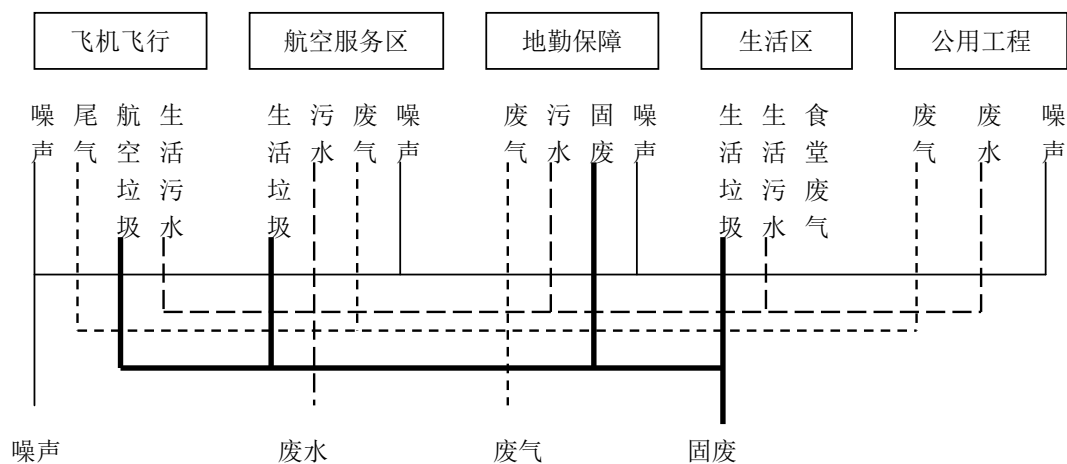 飞机飞行
航空服务区
地勤保障
生活区
公用工程
噪声
尾气
航空垃圾
生活污水
生活垃圾
污水
废气
噪声
废气
污水
固废
噪声
生活垃圾
生活污水
食堂废气
废气
废水
噪声
噪声
废水
废气
固废